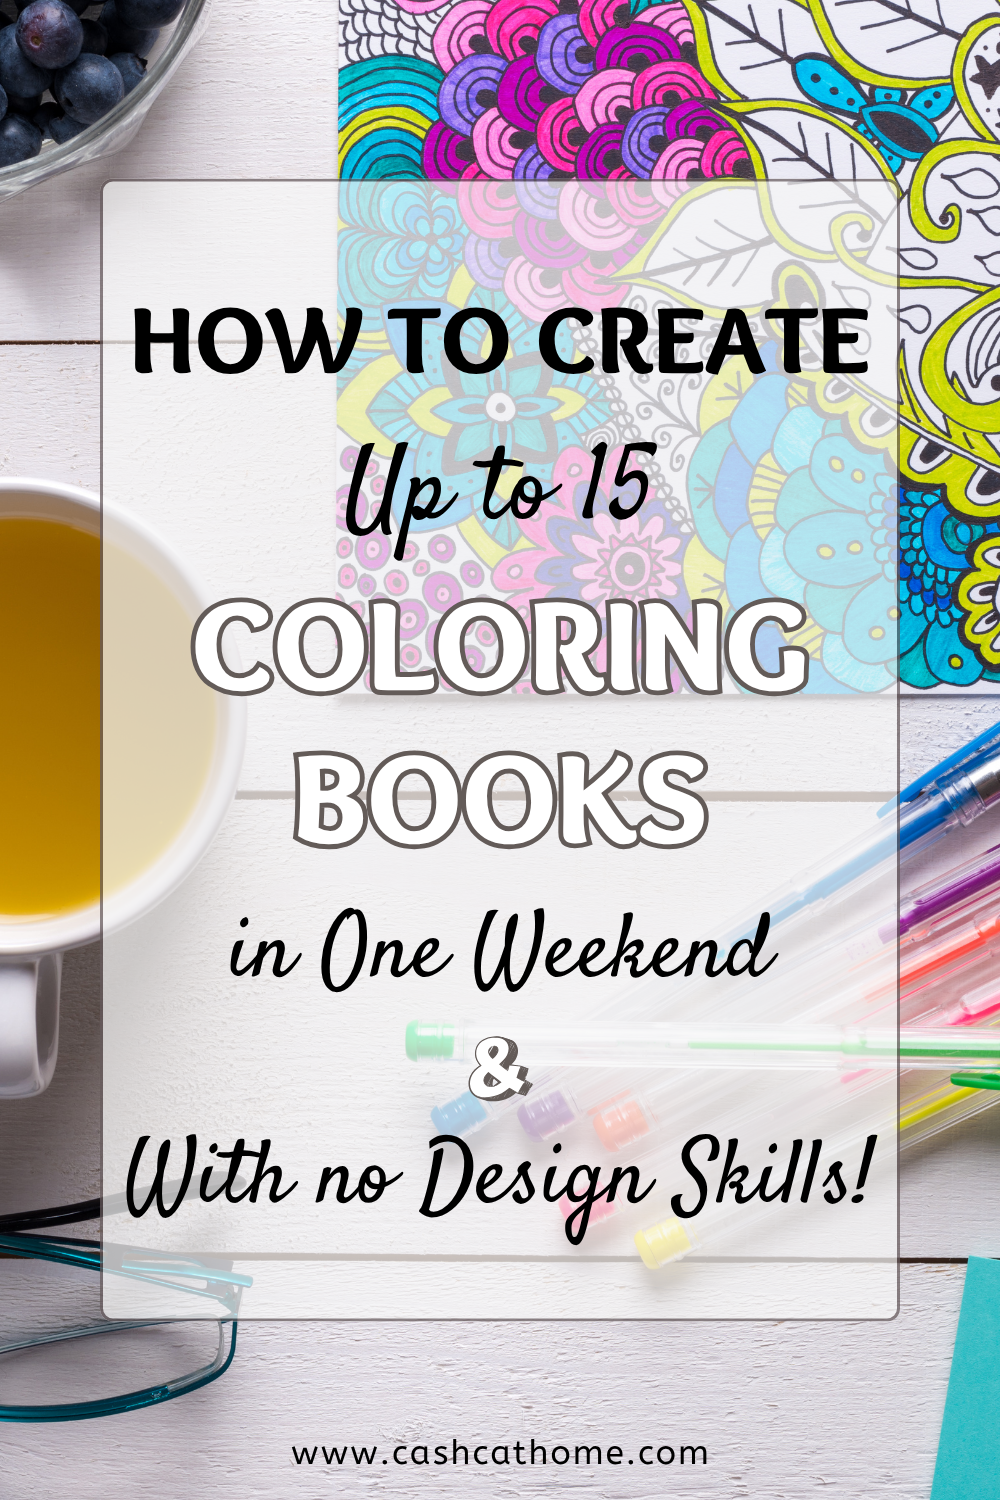 HOW TO CREATE
Up to 15
COLORING
BOOKS
in One Weekend
&
With no Design Skills!
www.cashcathome.com